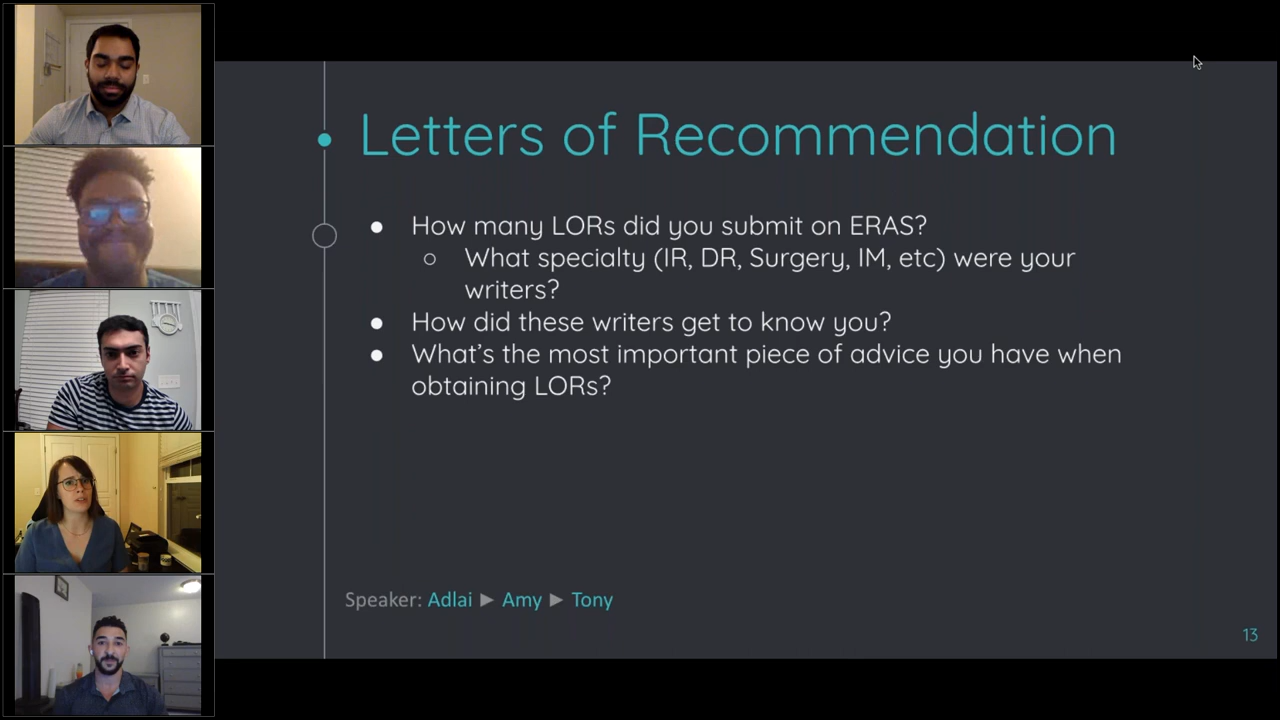 Letters of Recommendation
● How many LORs did you submit on ERAS?
○ What specialty (IR, DR, Surgery, IM, etc) were your
writers?
● How did these writers get to know you?
● What's the most important piece of advice you have when
obtaining LORs?
Speaker: Adlai ► Amy ► Tony
13